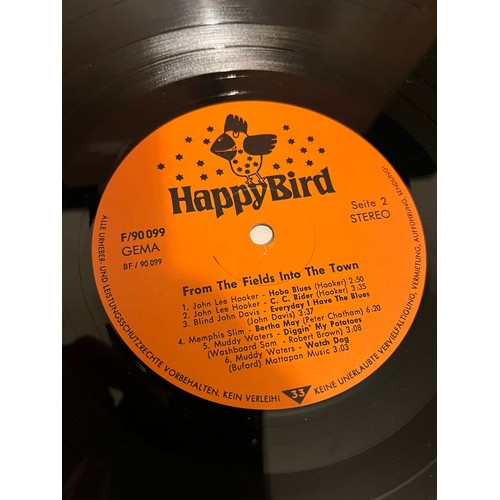 HappyBird
F/90 099
GEMA
BF / 90 099
Seite 2
STEREO
From The Fields Into The Town
1. John Lee Hooker - Hobo Blues (Hooker) 2:50
2. John Lee Hooker - C. C. Rider (Hooker) 3:35
3. Blind John Davis - Everyday I Have The Blues
(John Davis) 3:37
4. Memphis Slim - Bertha May (Peter Chatham) 6:20
5. Muddy Waters - Diggin' My Potatoes
(Washboard Sam - Robert Brown) 3:08
6. Muddy Waters - Watch Dog
(Buford) Mattapan Music 3:03
ALLE URHEBER- UND LEISTUNGSSCHUTZRECHTE VORBEHALTEN. KEIN VERLEIH! 33 KEINE UNERLAUBTE VERVIELFÄLTIGUNG, VERMIETUNG, AUFFÜHRUNG, SENDUNG!